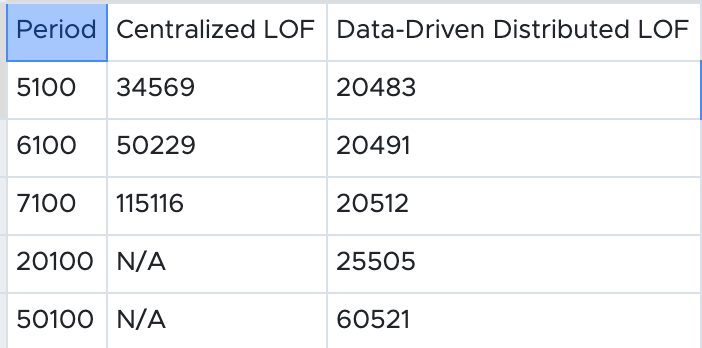 Period Centralized LOF Data-Driven Distributed LOF
5100 34569 20483
6100 50229 20491
7100 115116 20512
20100 N/A 25505
50100 N/A 60521